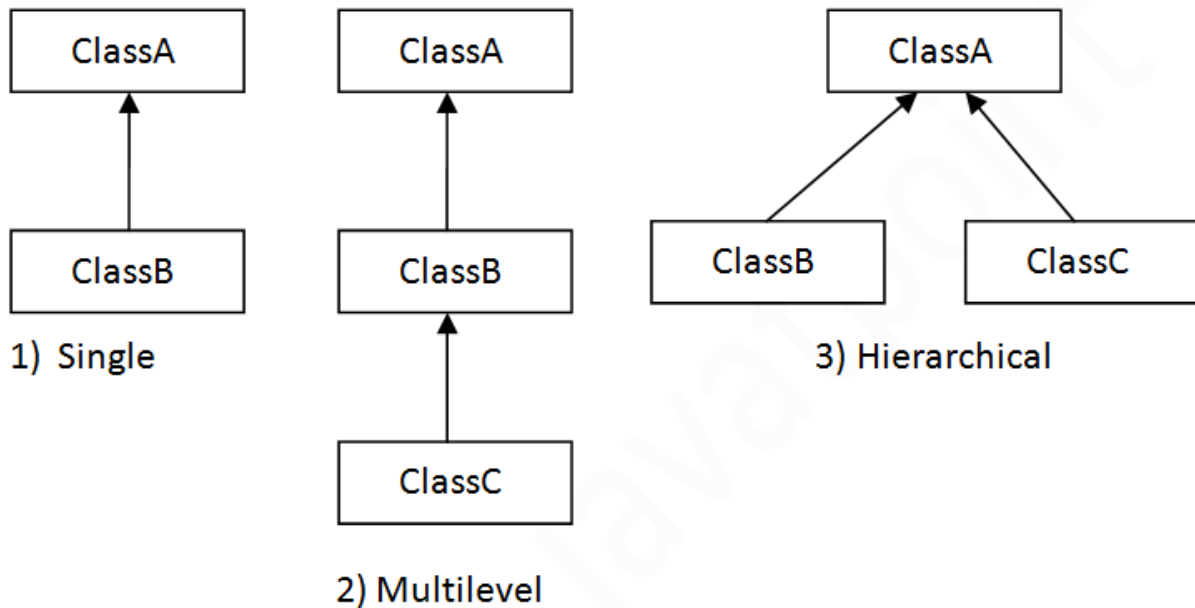 ClassA
ClassB
1) Single
ClassA
ClassB
ClassC
2) Multilevel
ClassA
ClassB
ClassC
3) Hierarchical